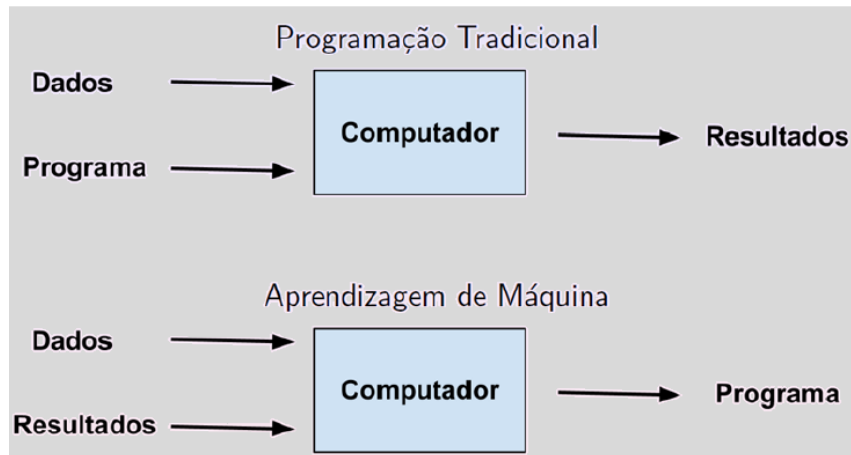 Programação Tradicional
Dados
Computador
Resultados
Programa
Aprendizagem de Máquina
Dados
Computador
Programa
Resultados